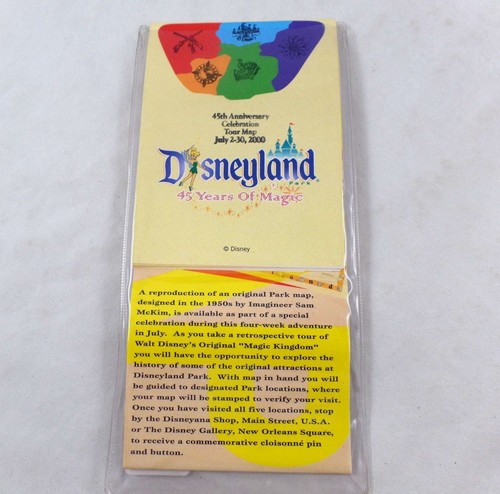 45th Anniversary
Celebration
Tour Map
July 2-30, 2000
Disneyland
Park
45 Years Of Magic
© Disney
A reproduction of an original Park map,
designed in the 1950s by Imagineer Sam
McKim, is available as part of a special
celebration during this four-week adventure
in July. As you take a retrospective tour of
Walt Disney's Original "Magic Kingdom"
you will have the opportunity to explore the
history of some of the original attractions at
Disneyland Park. With map in hand you will
be guided to designated Park locations, where
your map will be stamped to verify your visit.
Once you have visited all five locations, stop
by the Disneyana Shop, Main Street, U.S.A.
or The Disney Gallery, New Orleans Square,
to receive a commemorative cloisonné pin
and button.